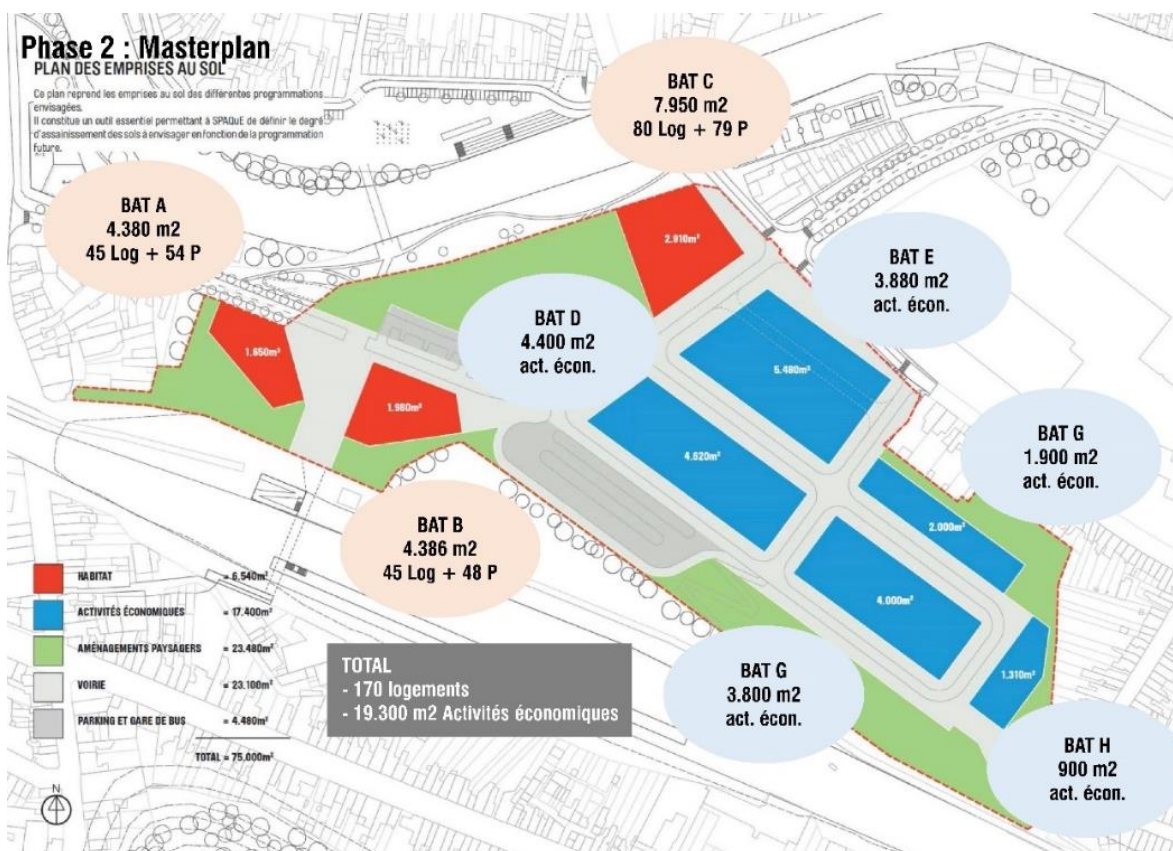 Phase 2 : Masterplan
PLAN DES EMPRISES AU SOL
Ce plan reprend les emprises au sol des différentes programmations
envisagées.
Il constitue un outil essentiel permettant à SPAQuE de définir le degré
d'assainissement des sols à envisager en fonction de la programmation
future.
BAT C
7.950 m2
80 Log + 79 P
BAT A
4.380 m2
45 Log + 54 P
2.910m²
BAT E
3.880 m2
act. écon.
BAT D
4.400 m2
act. écon.
1.650m²
5.460m²
1.980m²
4.620m²
BAT G
1.900 m2
act. écon.
2.000m²
BAT B
4.386 m2
45 Log + 48 P
4.000m²
1.310m²
HABITAT = 6.540m²
ACTIVITÉS ÉCONOMIQUES = 17.400m²
AMÉNAGEMENTS PAYSAGERS = 23.480m²
VOIRIE = 23.100m²
PARKING ET GARE DE BUS = 4.480m²
TOTAL = 75.000m²
TOTAL
- 170 logements
- 19.300 m2 Activités économiques
BAT G
3.800 m2
act. écon.
BAT H
900 m2
act. écon.
N